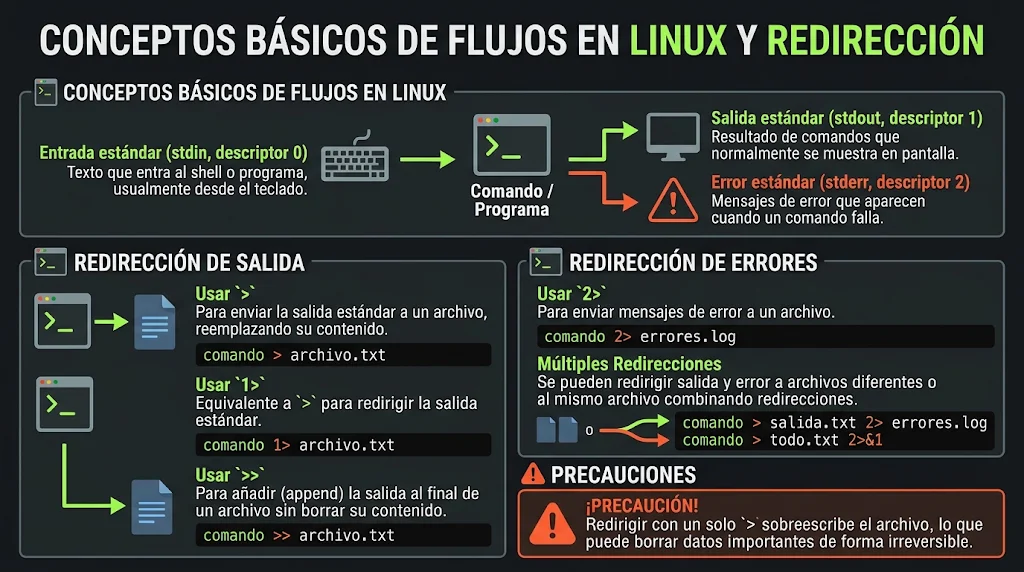 CONCEPTOS BÁSICOS DE FLUJOS EN LINUX Y REDIRECCIÓN
>_ CONCEPTOS BÁSICOS DE FLUJOS EN LINUX
Entrada estándar (stdin, descriptor 0)
Texto que entra al shell o programa,
usualmente desde el teclado.
>_
Comando /
Programa
Salida estándar (stdout, descriptor 1)
Resultado de comandos que
normalmente se muestra en pantalla.
Error estándar (stderr, descriptor 2)
Mensajes de error que aparecen
cuando un comando falla.
>_ REDIRECCIÓN DE SALIDA
>_
Usar `>`
Para enviar la salida estándar a un archivo,
reemplazando su contenido.
comando > archivo.txt
>_
Usar `1>`
Equivalente a `>` para redirigir la salida
estándar.
comando 1> archivo.txt
Usar `>>`
Para añadir (append) la salida al final de
un archivo sin borrar su contenido.
comando >> archivo.txt
>_ REDIRECCIÓN DE ERRORES
Usar `2>`
Para enviar mensajes de error a un archivo.
comando 2> errores.log
Múltiples Redirecciones
Se pueden redirigir salida y error a archivos diferentes o
al mismo archivo combinando redirecciones.
o
comando > salida.txt 2> errores.log
comando > todo.txt 2>&1
PRECAUCIONES
¡PRECAUCIÓN!
Redirigir con un solo `>` sobreescribe el archivo, lo que
puede borrar datos importantes de forma irreversible.